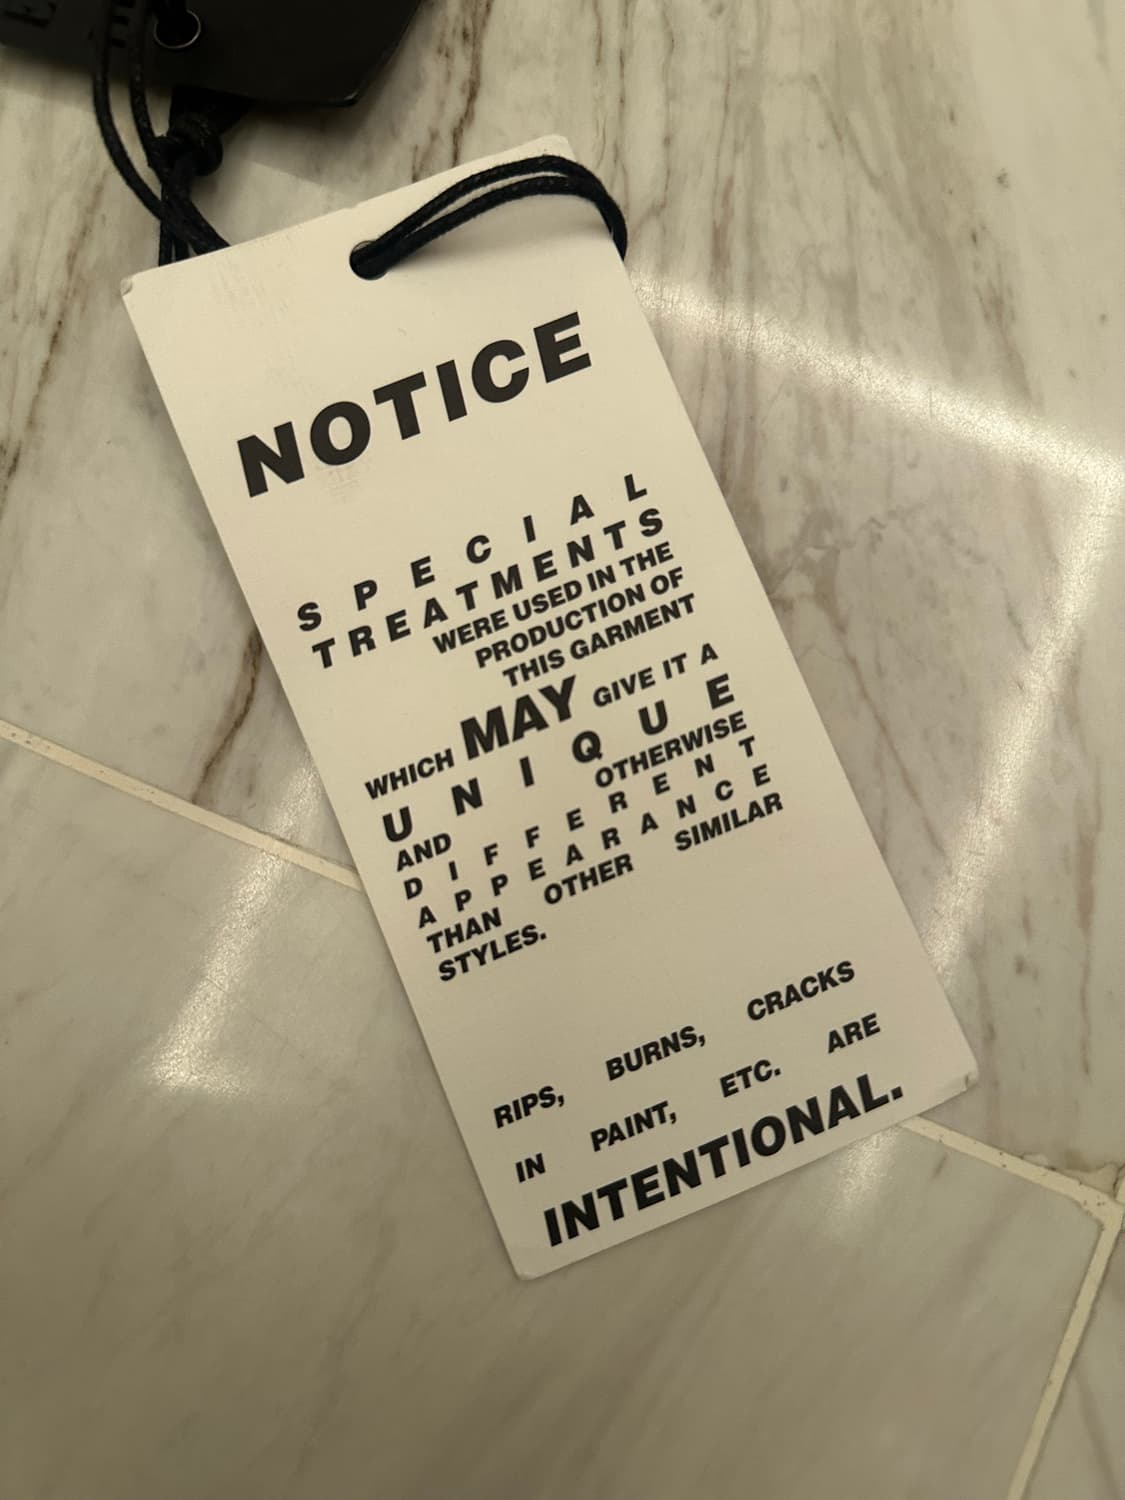 NOTICE
SPECIAL
TREATMENTS
WERE USED IN THE
PRODUCTION OF
THIS GARMENT
WHICH MAY GIVE IT A
UNIQUE
AND OTHERWISE
DIFFERENT
APPEARANCE
THAN OTHER SIMILAR
STYLES.
RIPS, BURNS, CRACKS
IN PAINT, ETC. ARE
INTENTIONAL.